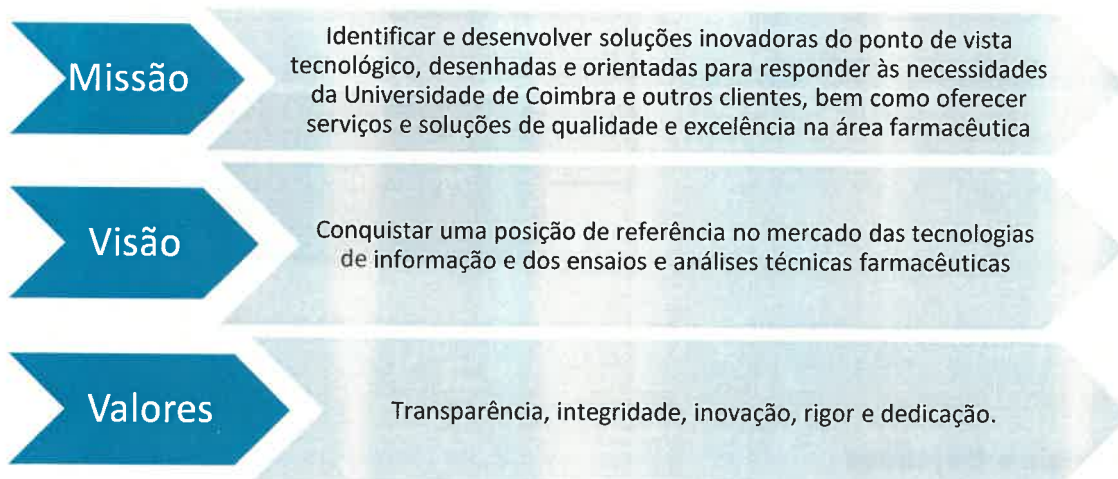 Missão
Identificar e desenvolver soluções inovadoras do ponto de vista
tecnológico, desenhadas e orientadas para responder às necessidades
da Universidade de Coimbra e outros clientes, bem como oferecer
serviços e soluções de qualidade e excelência na área farmacêutica
Visão
Conquistar uma posição de referência no mercado das tecnologias
de informação e dos ensaios e análises técnicas farmacêuticas
Valores
Transparência, integridade, inovação, rigor e dedicação.